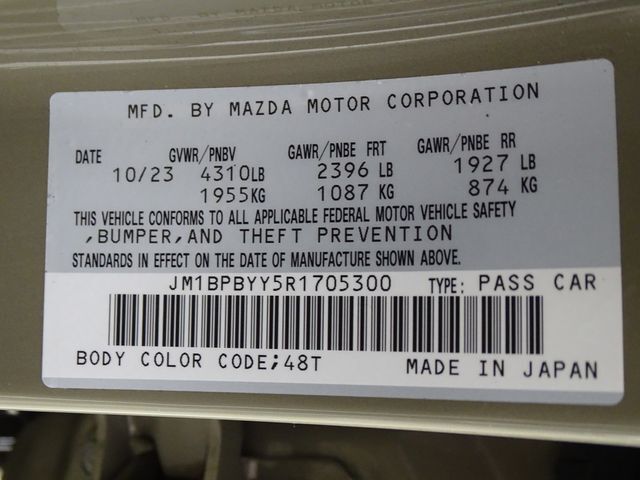 MFD. BY MAZDA MOTOR CORPORATION
DATE GVWR/PNBV GAWR/PNBE FRT GAWR/PNBE RR
10/23 4310LB 2396 LB 1927 LB
1955KG 1087 KG 874 KG
THIS VEHICLE CONFORMS TO ALL APPLICABLE FEDERAL MOTOR VEHICLE SAFETY
,BUMPER,AND THEFT PREVENTION
STANDARDS IN EFFECT ON THE DATE OF MANUFACTURE SHOWN ABOVE.
JM1BPBYY5R1705300 TYPE: PASS CAR
BODY COLOR CODE;48T MADE IN JAPAN